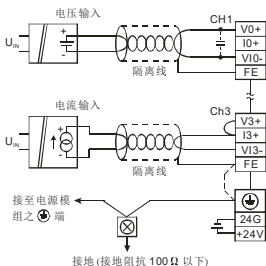 电压输入
CH1
U_IN
+
-
V0+
I0+
VI0-
FE
隔离线
电流输入
Ch3
U_IN
+
-
V3+
I3+
VI3-
FE
隔离线
接至电源模
组之 端
24G
+24V
接地(接地阻抗 100 Ω 以下)